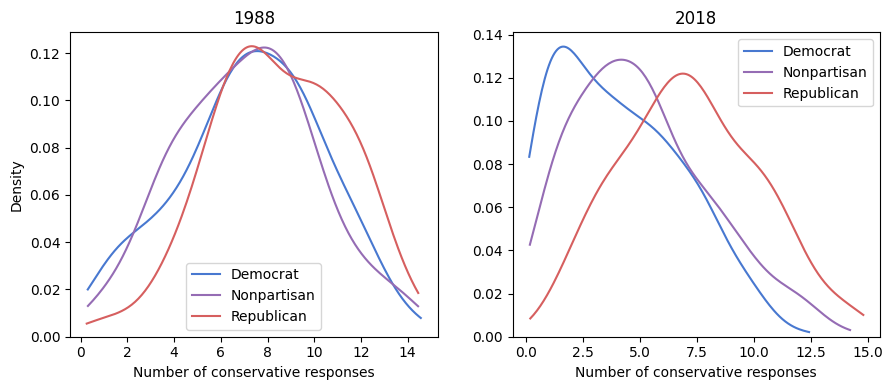 1988
Density
0.12
0.10
0.08
0.06
0.04
0.02
0.00
Democrat
Nonpartisan
Republican
0 2 4 6 8 10 12 14
Number of conservative responses
2018
0.14
0.12
0.10
0.08
0.06
0.04
0.02
0.00
Democrat
Nonpartisan
Republican
0.0 2.5 5.0 7.5 10.0 12.5 15.0
Number of conservative responses